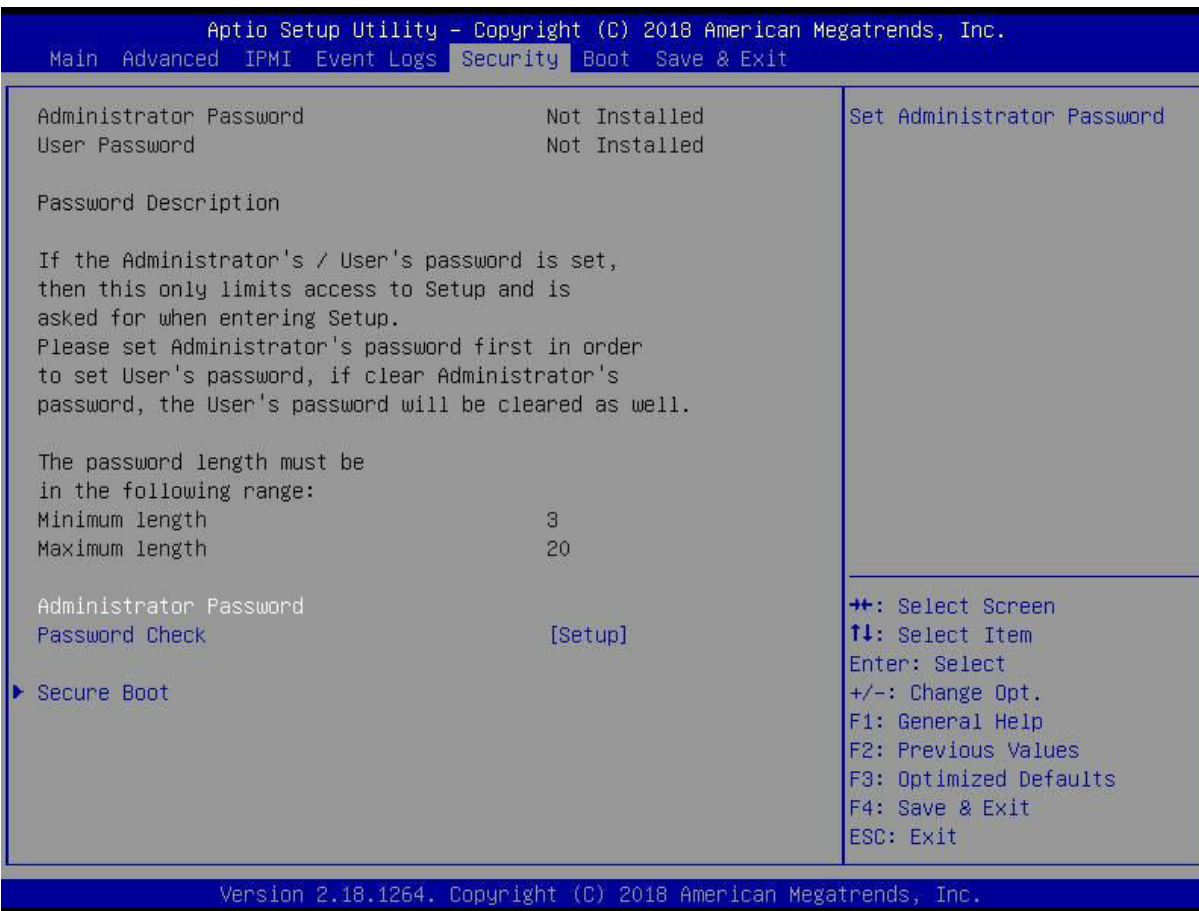 Aptio Setup Utility – Copyright (C) 2018 American Megatrends, Inc.
Main Advanced IPMI Event Logs Security Boot Save & Exit
Administrator Password Not Installed
User Password Not Installed
Password Description
If the Administrator's / User's password is set,
then this only limits access to Setup and is
asked for when entering Setup.
Please set Administrator's password first in order
to set User's password, if clear Administrator's
password, the User's password will be cleared as well.
The password length must be
in the following range:
Minimum length 3
Maximum length 20
Administrator Password
Password Check [Setup]
Secure Boot
Set Administrator Password
→←: Select Screen
↑↓: Select Item
Enter: Select
+/-: Change Opt.
F1: General Help
F2: Previous Values
F3: Optimized Defaults
F4: Save & Exit
ESC: Exit
Version 2.18.1264. Copyright (C) 2018 American Megatrends, Inc.